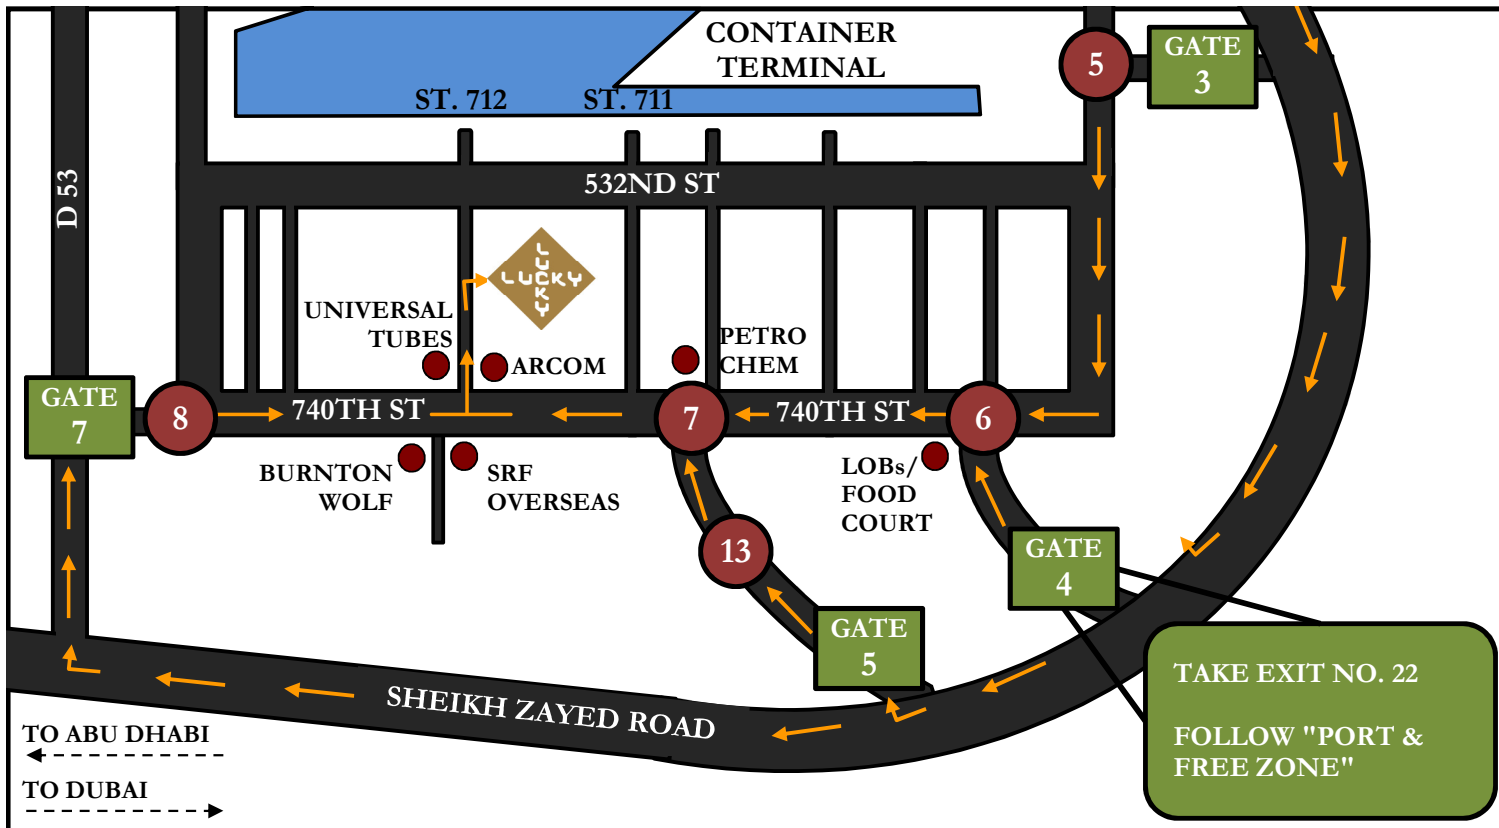 CONTAINER
TERMINAL
5
GATE
3
ST. 712
ST. 711
D 53
532ND ST
LUCKY
LUCKY
UNIVERSAL
TUBES
ARCOM
PETRO
CHEM
GATE
7
8
740TH ST
7
740TH ST
6
BURNTON
WOLF
SRF
OVERSEAS
LOBs/
FOOD
COURT
13
GATE
4
GATE
5
SHEIKH ZAYED ROAD
TAKE EXIT NO. 22
FOLLOW "PORT &
FREE ZONE"
TO ABU DHABI
TO DUBAI